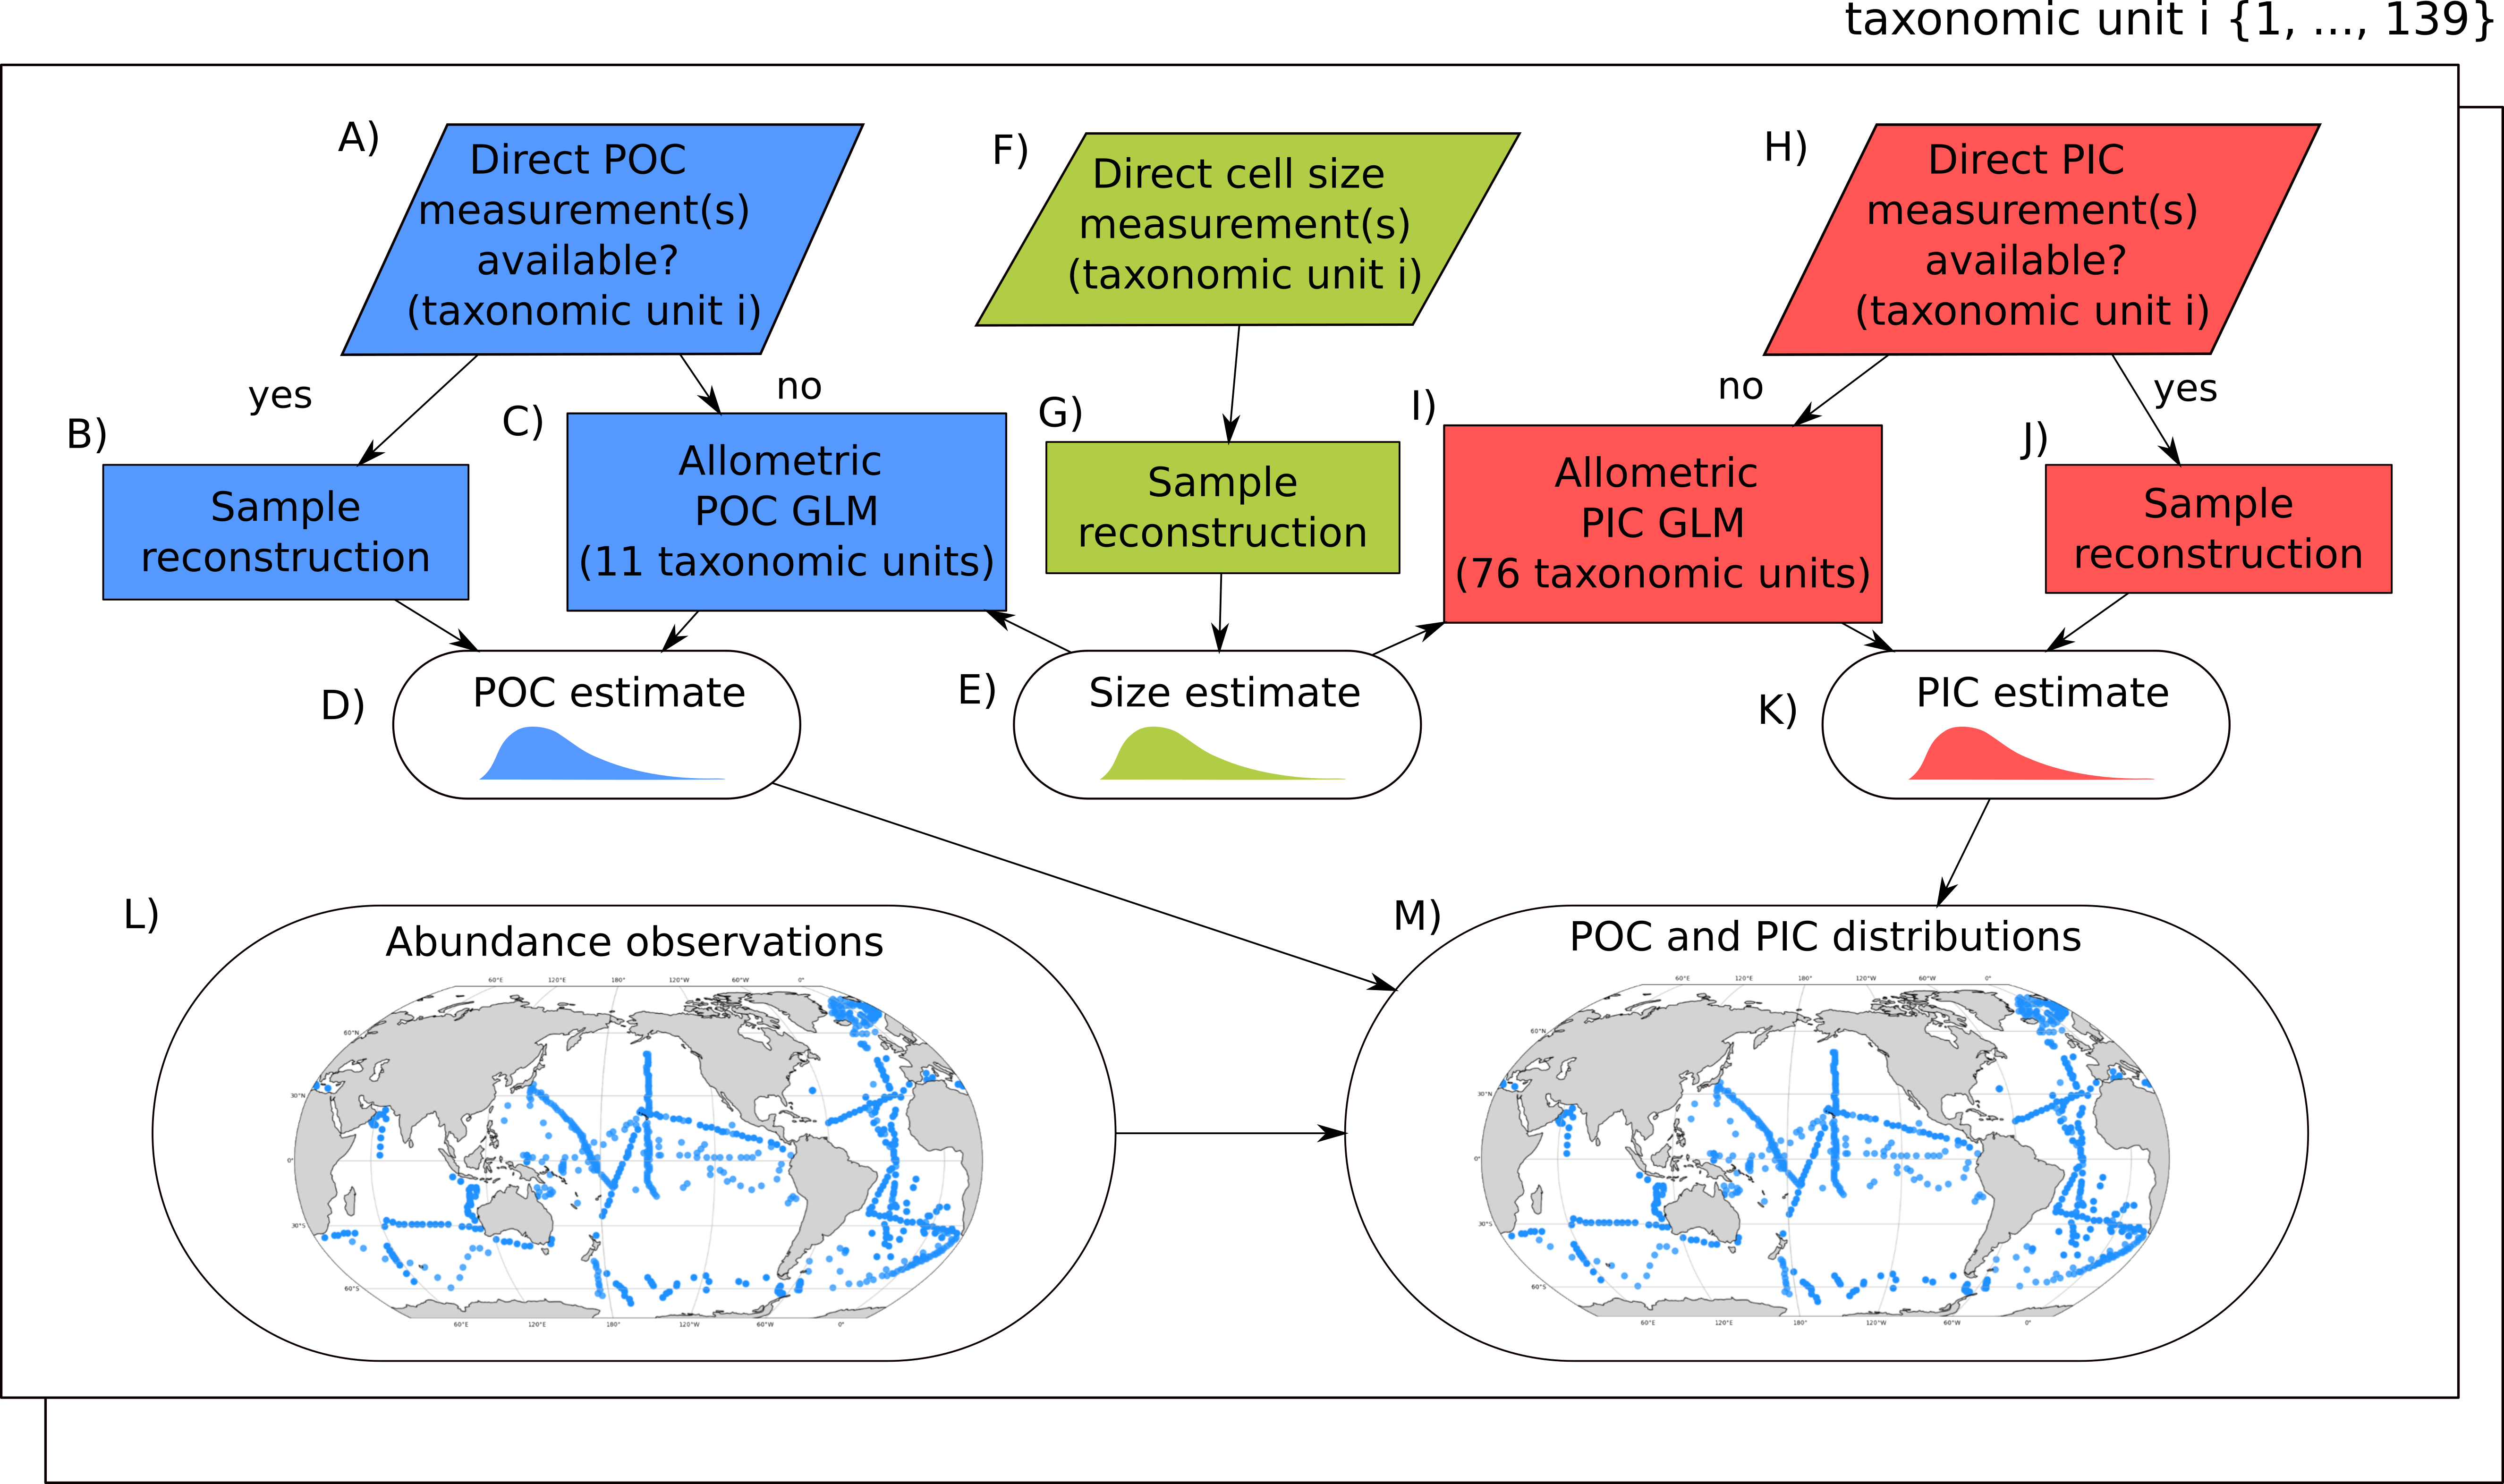 taxonomic unit i {1, ..., 139}
A)
Direct POC
measurement(s)
available?
(taxonomic unit i)
F)
Direct cell size
measurement(s)
(taxonomic unit i)
H)
Direct PIC
measurement(s)
available?
(taxonomic unit i)
yes
no
no
yes
B)
Sample
reconstruction
C)
Allometric
POC GLM
(11 taxonomic units)
G)
Sample
reconstruction
I)
Allometric
PIC GLM
(76 taxonomic units)
J)
Sample
reconstruction
D)
POC estimate
E)
Size estimate
K)
PIC estimate
L)
Abundance observations
60°E 120°E 180° 120°W 60°W 0°
60°N
30°N
0°
30°S
60°S
60°E 120°E 180° 120°W 60°W 0°
M)
POC and PIC distributions
60°E 120°E 180° 120°W 60°W 0°
60°N
30°N
0°
30°S
60°S
60°E 120°E 180° 120°W 60°W 0°